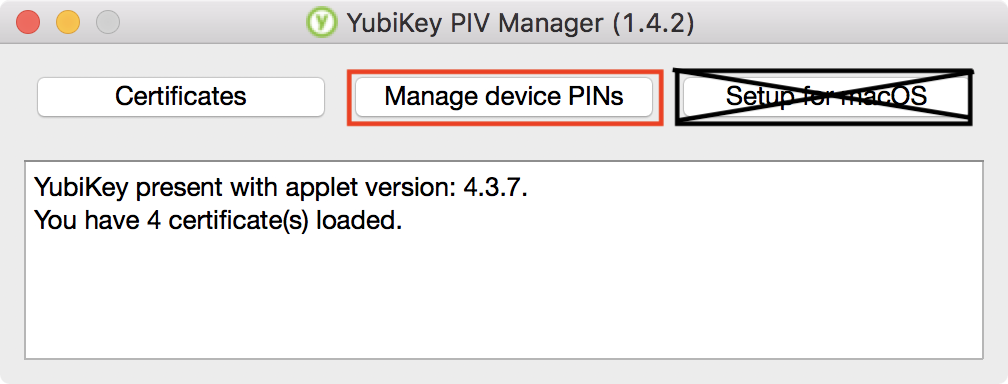 YubiKey PIV Manager (1.4.2)
Certificates
Manage device PINs
Setup for macOS
YubiKey present with applet version: 4.3.7.
You have 4 certificate(s) loaded.